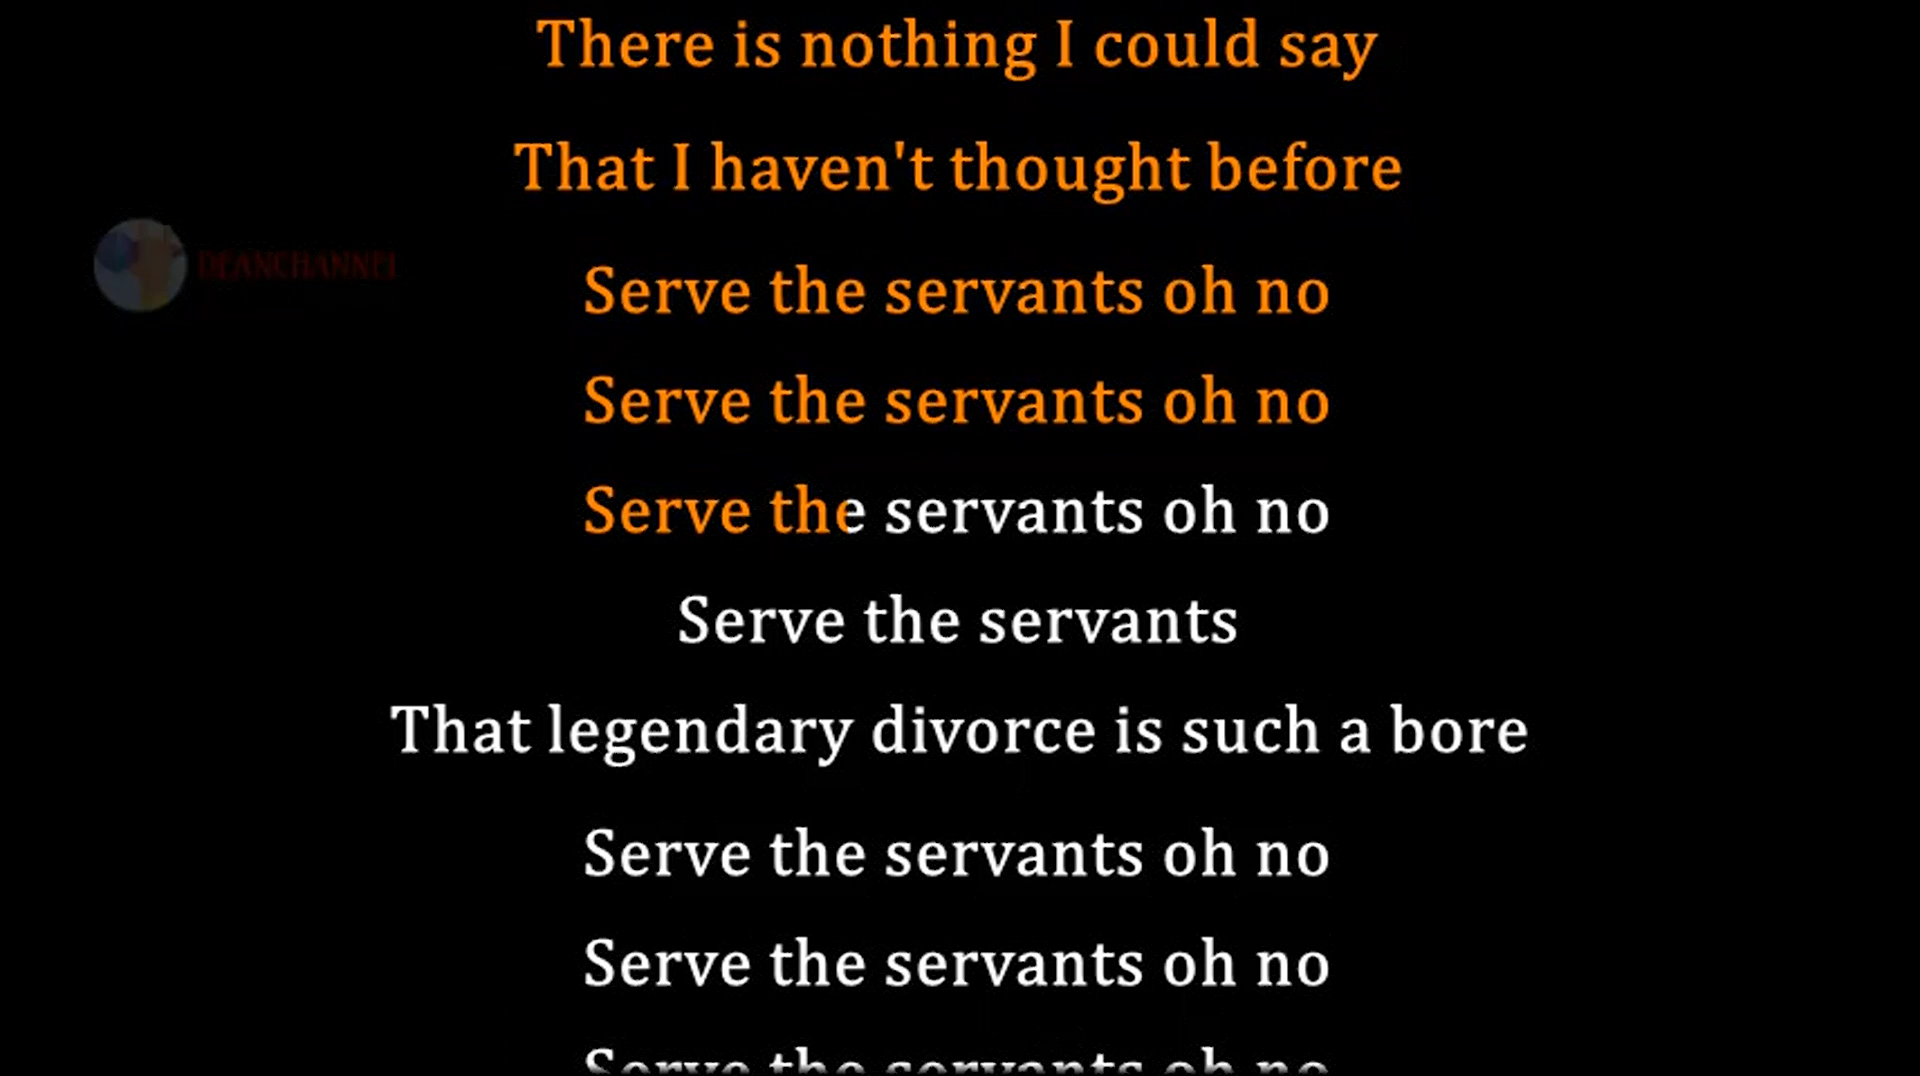 There is nothing I could say
That I haven't thought before
DEANCHANNEL
Serve the servants oh no
Serve the servants oh no
Serve the servants oh no
Serve the servants
That legendary divorce is such a bore
Serve the servants oh no
Serve the servants oh no
Serve the servants oh no